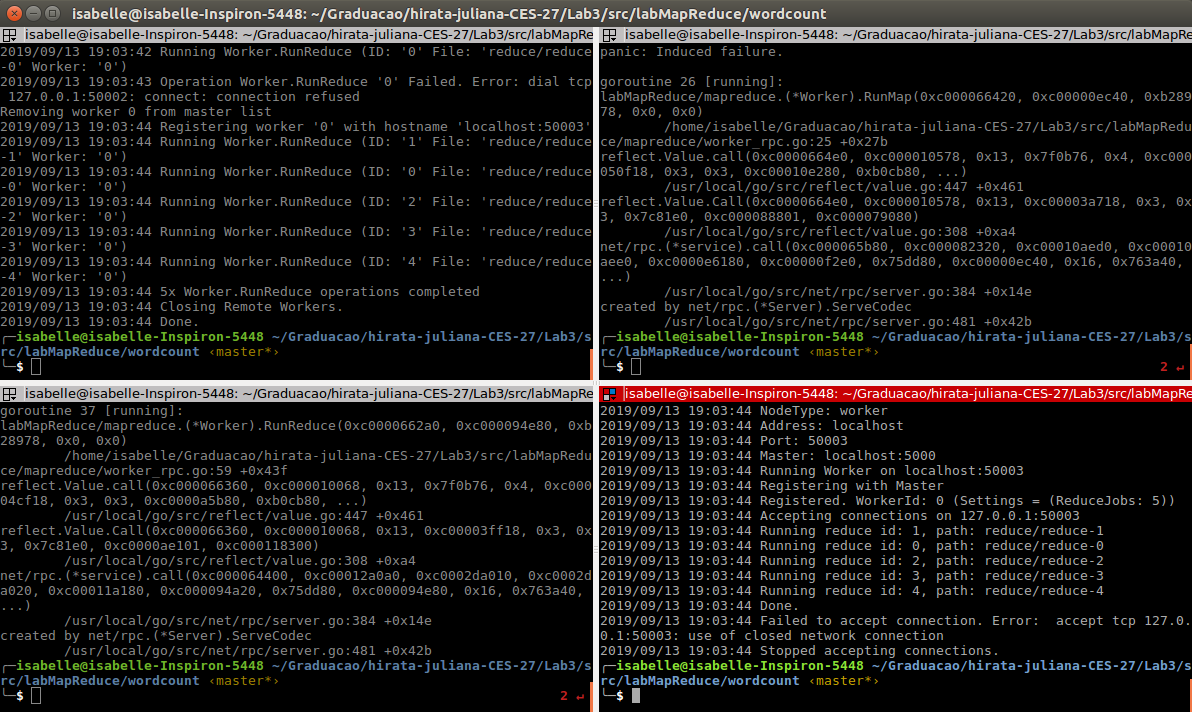 isabelle@isabelle-Inspiron-5448: ~/Graduacao/hirata-juliana-CES-27/Lab3/src/labMapReduce/wordcount
isabelle@isabelle-Inspiron-5448: ~/Graduacao/hirata-juliana-CES-27/Lab3/src/labMapRe
2019/09/13 19:03:42 Running Worker.RunReduce (ID: '0' File: 'reduce/reduce
-0' Worker: '0')
2019/09/13 19:03:43 Operation Worker.RunReduce '0' Failed. Error: dial tcp
127.0.0.1:50002: connect: connection refused
Removing worker 0 from master list
2019/09/13 19:03:44 Registering worker '0' with hostname 'localhost:50003'
2019/09/13 19:03:44 Running Worker.RunReduce (ID: '1' File: 'reduce/reduce
-1' Worker: '0')
2019/09/13 19:03:44 Running Worker.RunReduce (ID: '0' File: 'reduce/reduce
-0' Worker: '0')
2019/09/13 19:03:44 Running Worker.RunReduce (ID: '2' File: 'reduce/reduce
-2' Worker: '0')
2019/09/13 19:03:44 Running Worker.RunReduce (ID: '3' File: 'reduce/reduce
-3' Worker: '0')
2019/09/13 19:03:44 Running Worker.RunReduce (ID: '4' File: 'reduce/reduce
-4' Worker: '0')
2019/09/13 19:03:44 5x Worker.RunReduce operations completed
2019/09/13 19:03:44 Closing Remote Workers.
2019/09/13 19:03:44 Done.
╭─isabelle@isabelle-Inspiron-5448 ~/Graduacao/hirata-juliana-CES-27/Lab3/s
rc/labMapReduce/wordcount ‹master*›
╰─$
isabelle@isabelle-Inspiron-5448: ~/Graduacao/hirata-juliana-CES-27/Lab3/src/labMapRe
panic: Induced failure.
goroutine 26 [running]:
labMapReduce/mapreduce.(*Worker).RunMap(0xc000066420, 0xc00000ec40, 0xb289
78, 0x0, 0x0)
/home/isabelle/Graduacao/hirata-juliana-CES-27/Lab3/src/labMapRedu
ce/mapreduce/worker_rpc.go:25 +0x27b
reflect.Value.call(0xc0000664e0, 0xc000010578, 0x13, 0x7f0b76, 0x4, 0xc000
050f18, 0x3, 0x3, 0xc00010e280, 0xb0cb80, ...)
/usr/local/go/src/reflect/value.go:447 +0x461
reflect.Value.Call(0xc0000664e0, 0xc000010578, 0x13, 0xc00003a718, 0x3, 0x
3, 0x7c81e0, 0xc000088801, 0xc000079080)
/usr/local/go/src/reflect/value.go:308 +0xa4
net/rpc.(*service).call(0xc000065b80, 0xc000082320, 0xc00010aed0, 0xc00010
aee0, 0xc0000e6180, 0xc00000f2e0, 0x75dd80, 0xc00000ec40, 0x16, 0x763a40,
...)
/usr/local/go/src/net/rpc/server.go:384 +0x14e
created by net/rpc.(*Server).ServeCodec
/usr/local/go/src/net/rpc/server.go:481 +0x42b
╭─isabelle@isabelle-Inspiron-5448 ~/Graduacao/hirata-juliana-CES-27/Lab3/s
rc/labMapReduce/wordcount ‹master*›
╰─$ 2 ↵
isabelle@isabelle-Inspiron-5448: ~/Graduacao/hirata-juliana-CES-27/Lab3/src/labMapRe
goroutine 37 [running]:
labMapReduce/mapreduce.(*Worker).RunReduce(0xc0000662a0, 0xc000094e80, 0xb
28978, 0x0, 0x0)
/home/isabelle/Graduacao/hirata-juliana-CES-27/Lab3/src/labMapRedu
ce/mapreduce/worker_rpc.go:59 +0x43f
reflect.Value.call(0xc000066360, 0xc000010068, 0x13, 0x7f0b76, 0x4, 0xc000
04cf18, 0x3, 0x3, 0xc0000a5b80, 0xb0cb80, ...)
/usr/local/go/src/reflect/value.go:447 +0x461
reflect.Value.Call(0xc000066360, 0xc000010068, 0x13, 0xc00003ff18, 0x3, 0x
3, 0x7c81e0, 0xc0000ae101, 0xc000118300)
/usr/local/go/src/reflect/value.go:308 +0xa4
net/rpc.(*service).call(0xc000064400, 0xc00012a0a0, 0xc0002da010, 0xc0002d
a020, 0xc00011a180, 0xc000094a20, 0x75dd80, 0xc000094e80, 0x16, 0x763a40,
...)
/usr/local/go/src/net/rpc/server.go:384 +0x14e
created by net/rpc.(*Server).ServeCodec
/usr/local/go/src/net/rpc/server.go:481 +0x42b
╭─isabelle@isabelle-Inspiron-5448 ~/Graduacao/hirata-juliana-CES-27/Lab3/s
rc/labMapReduce/wordcount ‹master*›
╰─$ 2 ↵
isabelle@isabelle-Inspiron-5448: ~/Graduacao/hirata-juliana-CES-27/Lab3/src/labMapRe
2019/09/13 19:03:44 NodeType: worker
2019/09/13 19:03:44 Address: localhost
2019/09/13 19:03:44 Port: 50003
2019/09/13 19:03:44 Master: localhost:5000
2019/09/13 19:03:44 Running Worker on localhost:50003
2019/09/13 19:03:44 Registering with Master
2019/09/13 19:03:44 Registered. WorkerId: 0 (Settings = (ReduceJobs: 5))
2019/09/13 19:03:44 Accepting connections on 127.0.0.1:50003
2019/09/13 19:03:44 Running reduce id: 1, path: reduce/reduce-1
2019/09/13 19:03:44 Running reduce id: 0, path: reduce/reduce-0
2019/09/13 19:03:44 Running reduce id: 2, path: reduce/reduce-2
2019/09/13 19:03:44 Running reduce id: 3, path: reduce/reduce-3
2019/09/13 19:03:44 Running reduce id: 4, path: reduce/reduce-4
2019/09/13 19:03:44 Done.
2019/09/13 19:03:44 Failed to accept connection. Error:  accept tcp 127.0.
0.1:50003: use of closed network connection
2019/09/13 19:03:44 Stopped accepting connections.
╭─isabelle@isabelle-Inspiron-5448 ~/Graduacao/hirata-juliana-CES-27/Lab3/s
rc/labMapReduce/wordcount ‹master*›
╰─$